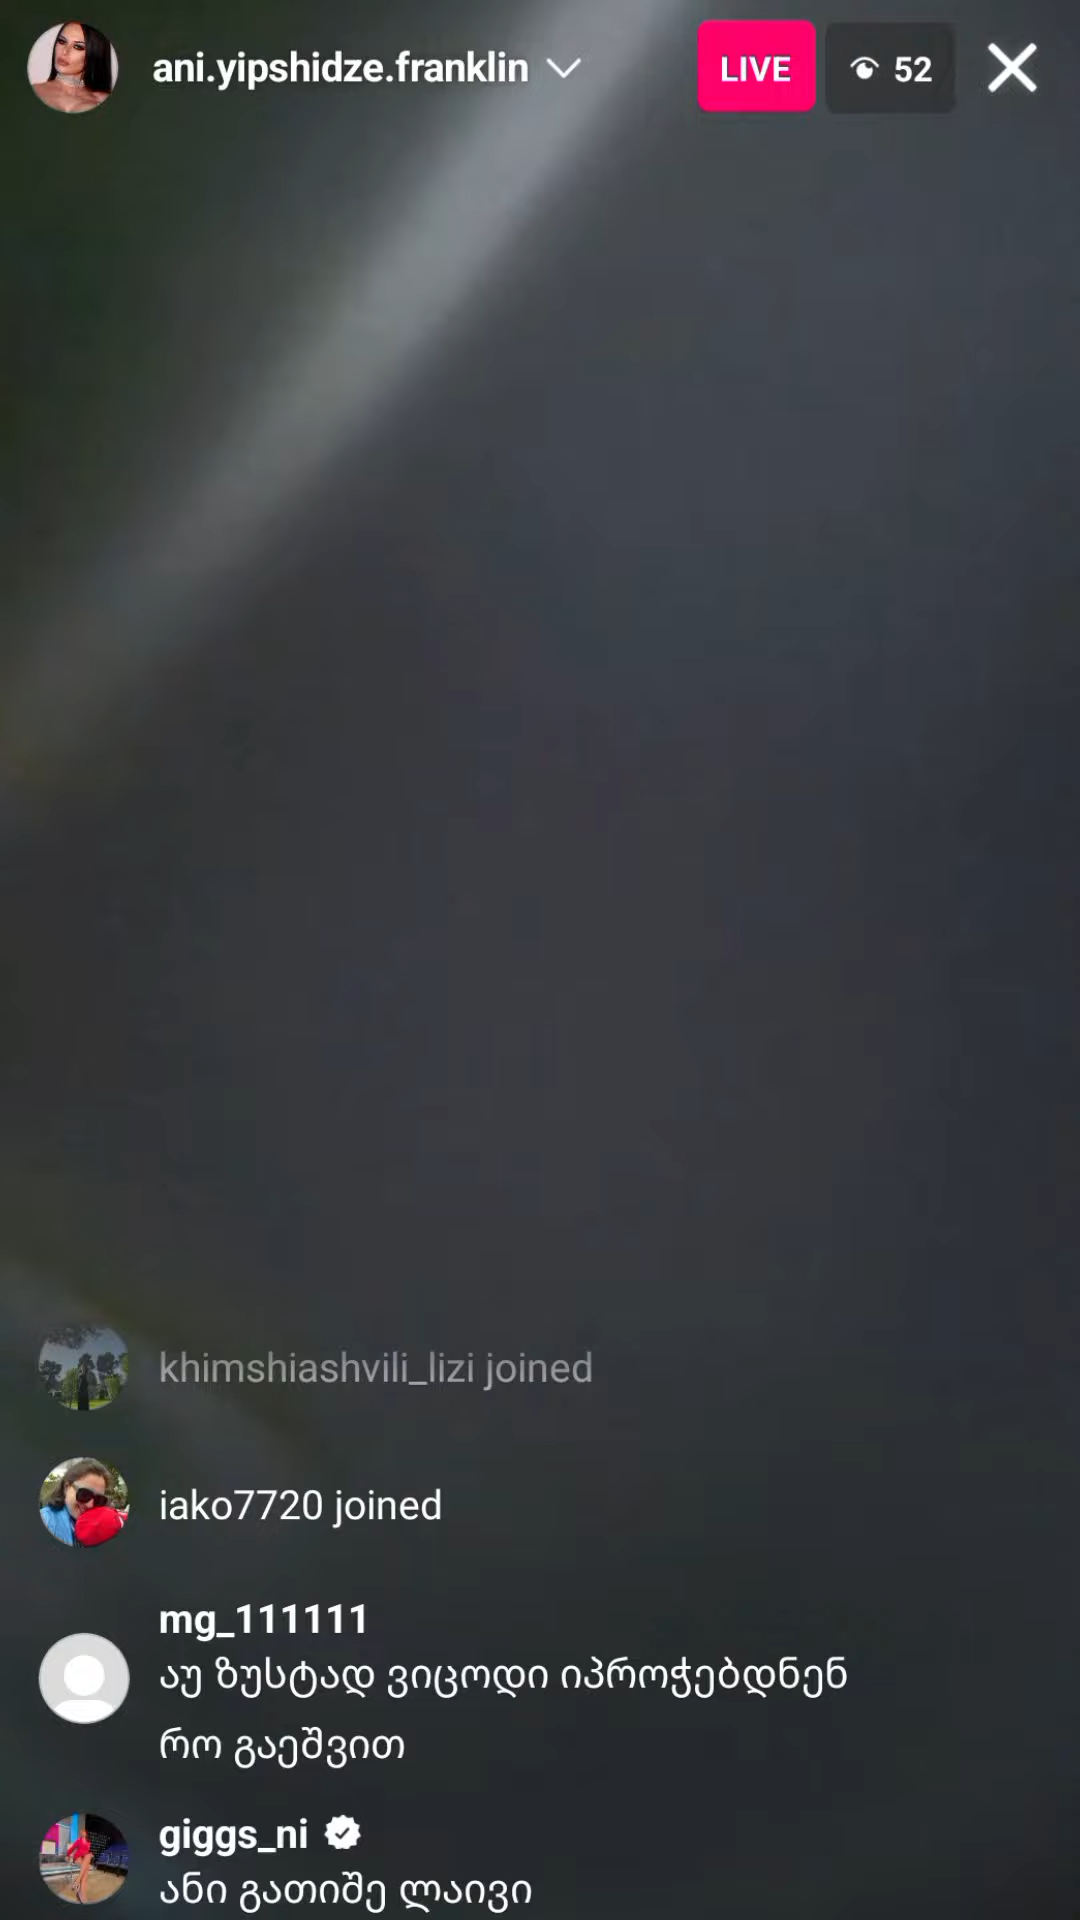 ani.yipshidze.franklin
LIVE
52
khimshiashvili_lizi joined
iako7720 joined
mg_111111
აუ ზუსტად ვიცოდი იპროჭებდნენ
რო გაეშვით
giggs_ni
ანი გათიშე ლაივი